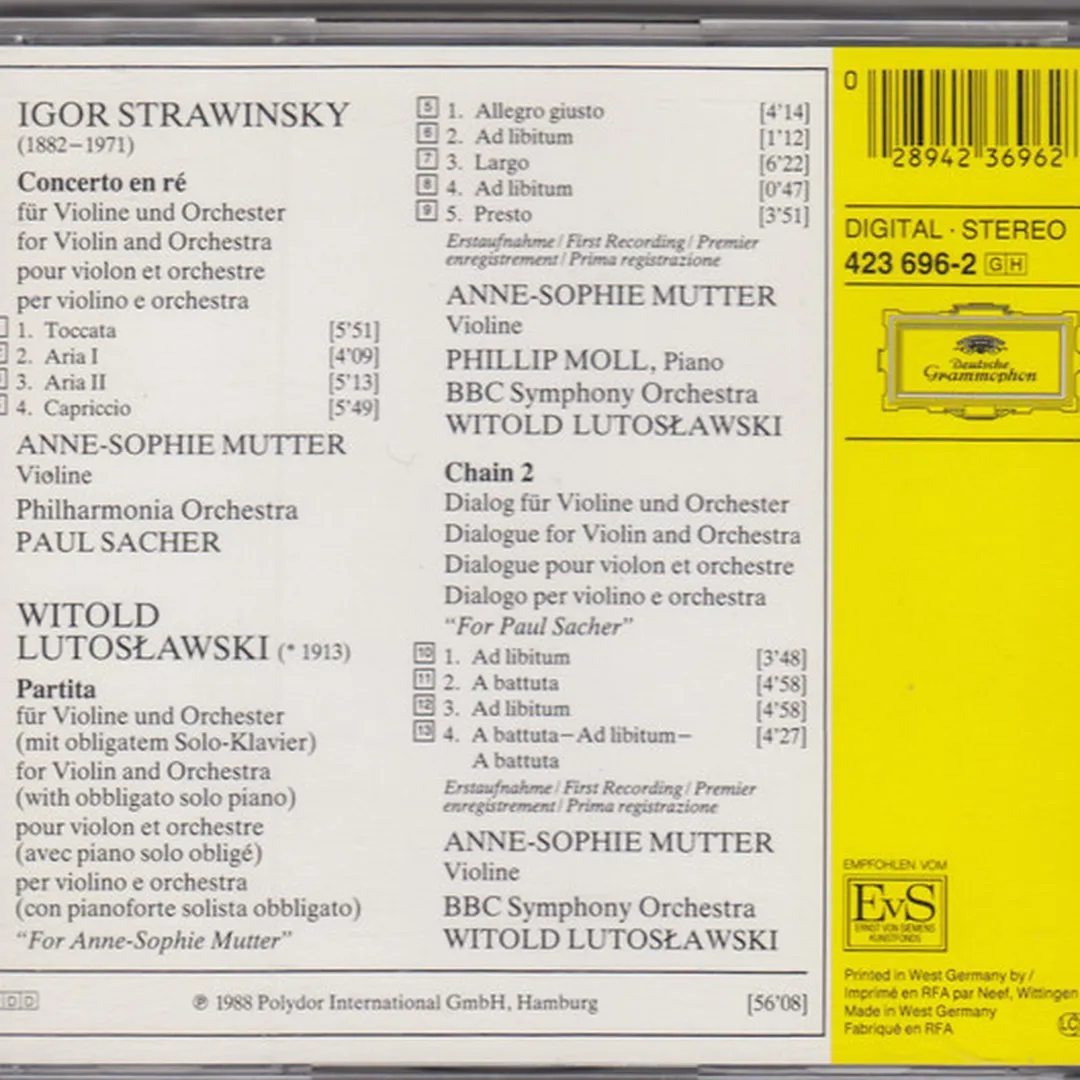 IGOR STRAWINSKY
(1882–1971)
Concerto en ré
für Violine und Orchester
for Violin and Orchestra
pour violon et orchestre
per violino e orchestra
1. Toccata [5'51]
2. Aria I [4'09]
3. Aria II [5'13]
4. Capriccio [5'49]
ANNE-SOPHIE MUTTER
Violine
Philharmonia Orchestra
PAUL SACHER
WITOLD
LUTOSŁAWSKI (* 1913)
Partita
für Violine und Orchester
(mit obligatem Solo-Klavier)
for Violin and Orchestra
(with obbligato solo piano)
pour violon et orchestre
(avec piano solo obligé)
per violino e orchestra
(con pianoforte solista obbligato)
“For Anne-Sophie Mutter”
5 1. Allegro giusto [4'14]
6 2. Ad libitum [1'12]
7 3. Largo [6'22]
8 4. Ad libitum [0'47]
9 5. Presto [3'51]
Erstaufnahme / First Recording / Premier
enregistrement / Prima registrazione
ANNE-SOPHIE MUTTER
Violine
PHILLIP MOLL, Piano
BBC Symphony Orchestra
WITOLD LUTOSŁAWSKI
Chain 2
Dialog für Violine und Orchester
Dialogue for Violin and Orchestra
Dialogue pour violon et orchestre
Dialogo per violino e orchestra
“For Paul Sacher”
10 1. Ad libitum [3'48]
11 2. A battuta [4'58]
12 3. Ad libitum [4'58]
13 4. A battuta–Ad libitum– [4'27]
A battuta
Erstaufnahme / First Recording / Premier
enregistrement / Prima registrazione
ANNE-SOPHIE MUTTER
Violine
BBC Symphony Orchestra
WITOLD LUTOSŁAWSKI
DDD ℗ 1988 Polydor International GmbH, Hamburg [56'08]
0 28942 36962
DIGITAL · STEREO
423 696-2 GH
Deutsche
Grammophon
EMPFOHLEN VOM
EvS
ERNST VON SIEMENS
KUNSTFONDS
Printed in West Germany by /
Imprimé en RFA par Neef, Wittingen
Made in West Germany
Fabriqué en RFA
LC